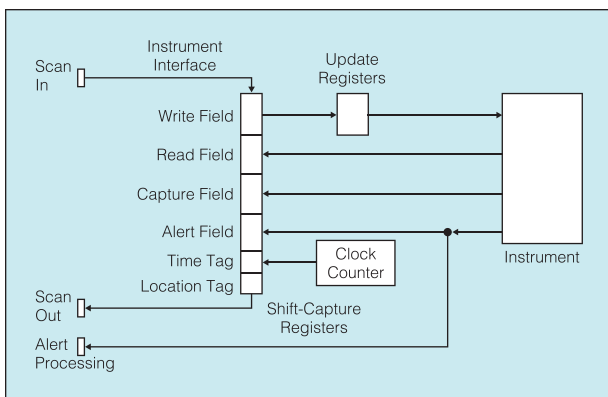 Scan
In
Instrument
Interface
Update
Registers
Write Field
Read Field
Capture Field
Alert Field
Time Tag
Clock
Counter
Location Tag
Instrument
Scan
Out
Shift-Capture
Registers
Alert
Processing